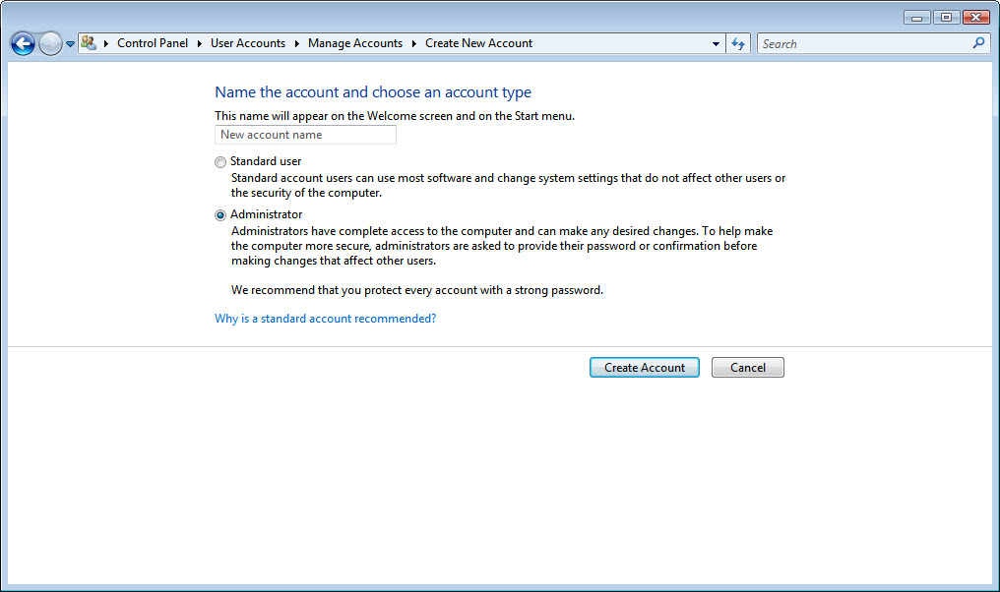 Control Panel User Accounts Manage Accounts Create New Account Search
Name the account and choose an account type
This name will appear on the Welcome screen and on the Start menu.
New account name
Standard user
Standard account users can use most software and change system settings that do not affect other users or
the security of the computer.
Administrator
Administrators have complete access to the computer and can make any desired changes. To help make
the computer more secure, administrators are asked to provide their password or confirmation before
making changes that affect other users.
We recommend that you protect every account with a strong password.
Why is a standard account recommended?
Create Account Cancel